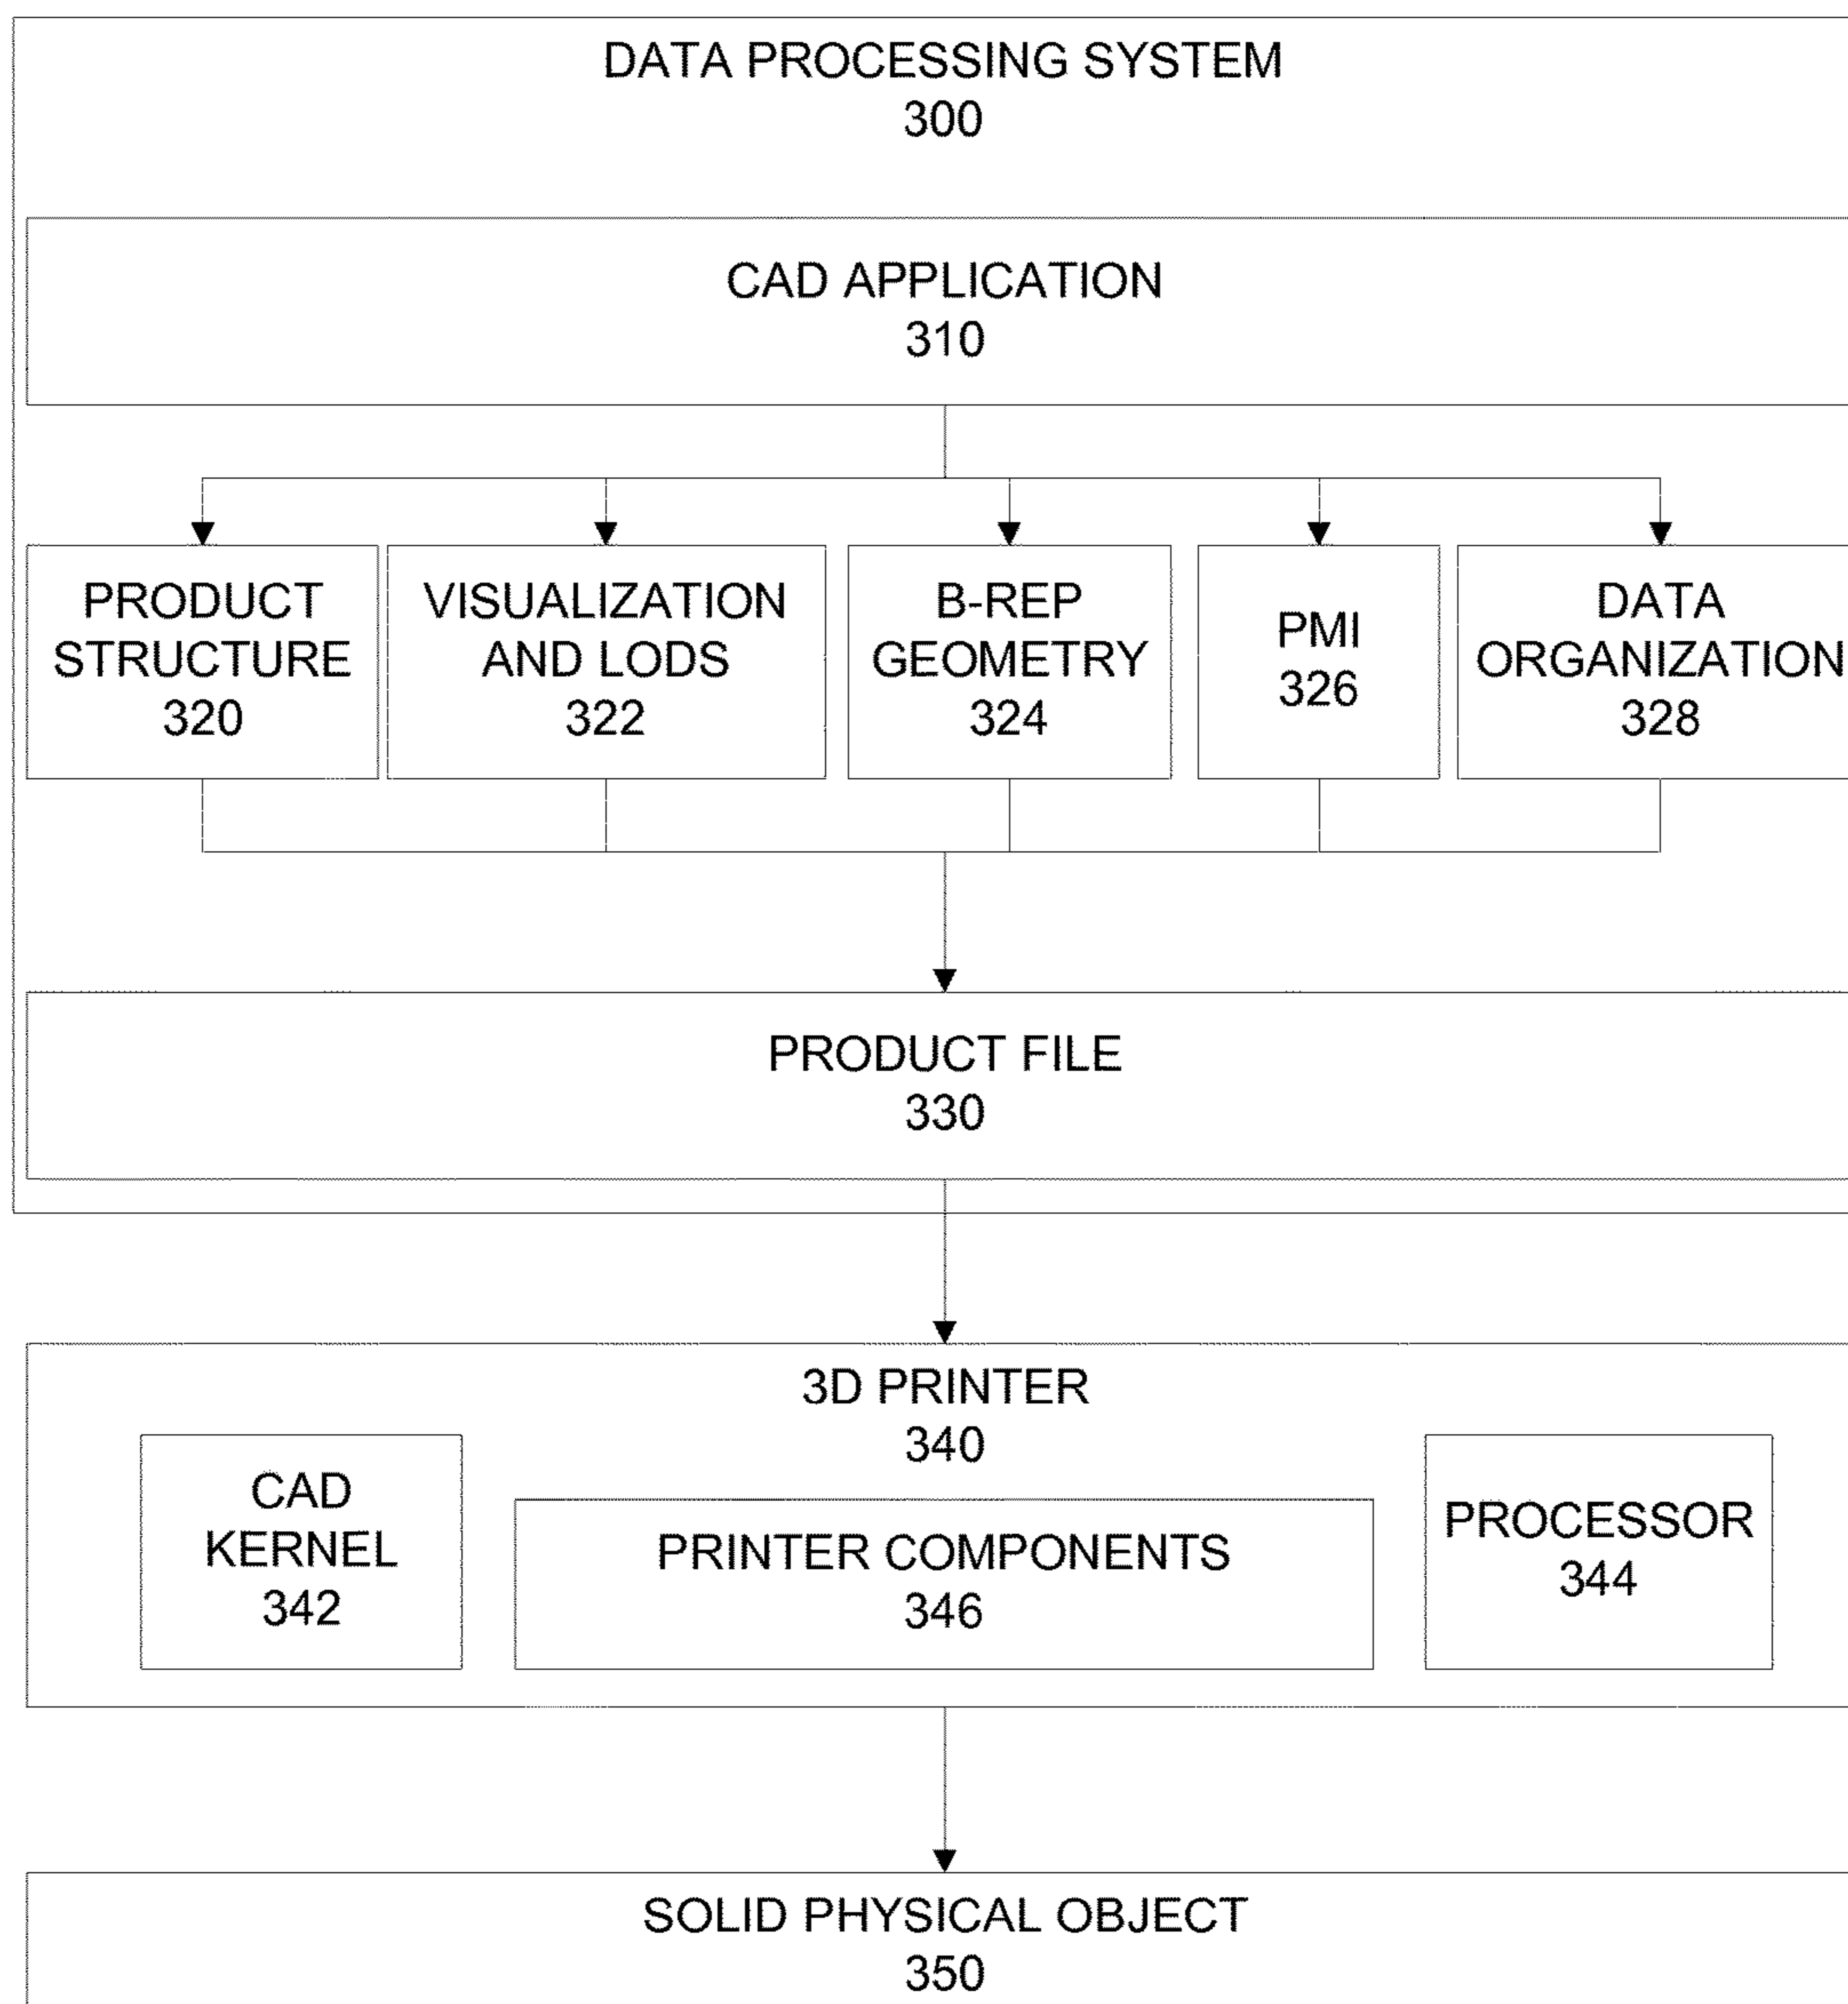 DATA PROCESSING SYSTEM
300
CAD APPLICATION
310
PRODUCT
STRUCTURE
320
VISUALIZATION
AND LODS
322
B-REP
GEOMETRY
324
PMI
326
DATA
ORGANIZATION
328
PRODUCT FILE
330
3D PRINTER
340
CAD
KERNEL
342
PRINTER COMPONENTS
346
PROCESSOR
344
SOLID PHYSICAL OBJECT
350